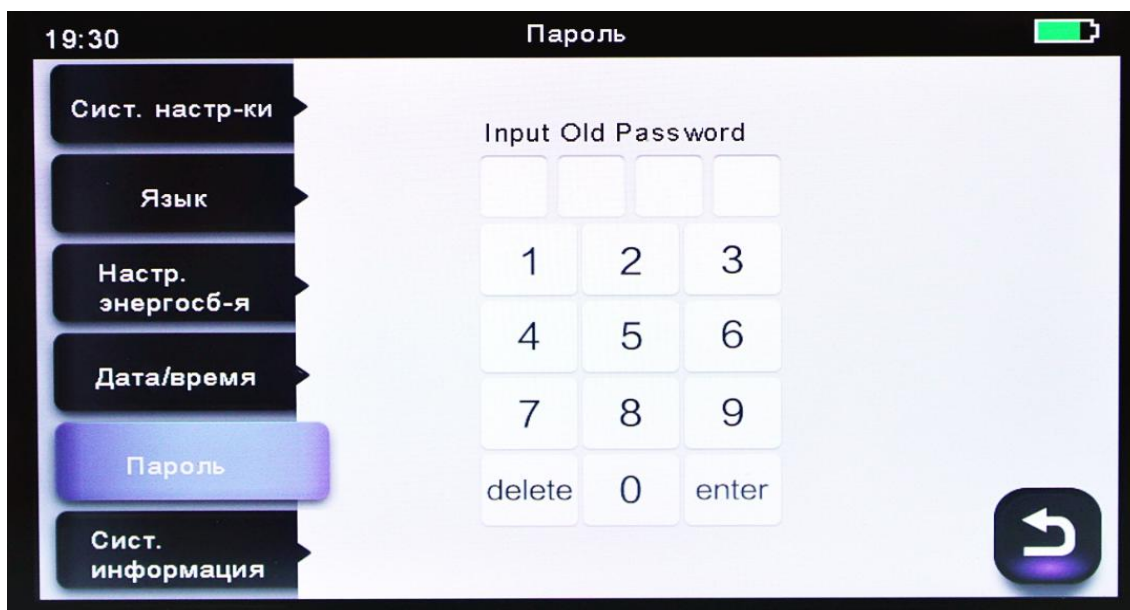 19:30
Пароль
Сист. настр-ки
Язык
Настр.
энергосб-я
Дата/время
Пароль
Сист.
информация
Input Old Password
1 2 3
4 5 6
7 8 9
delete 0 enter